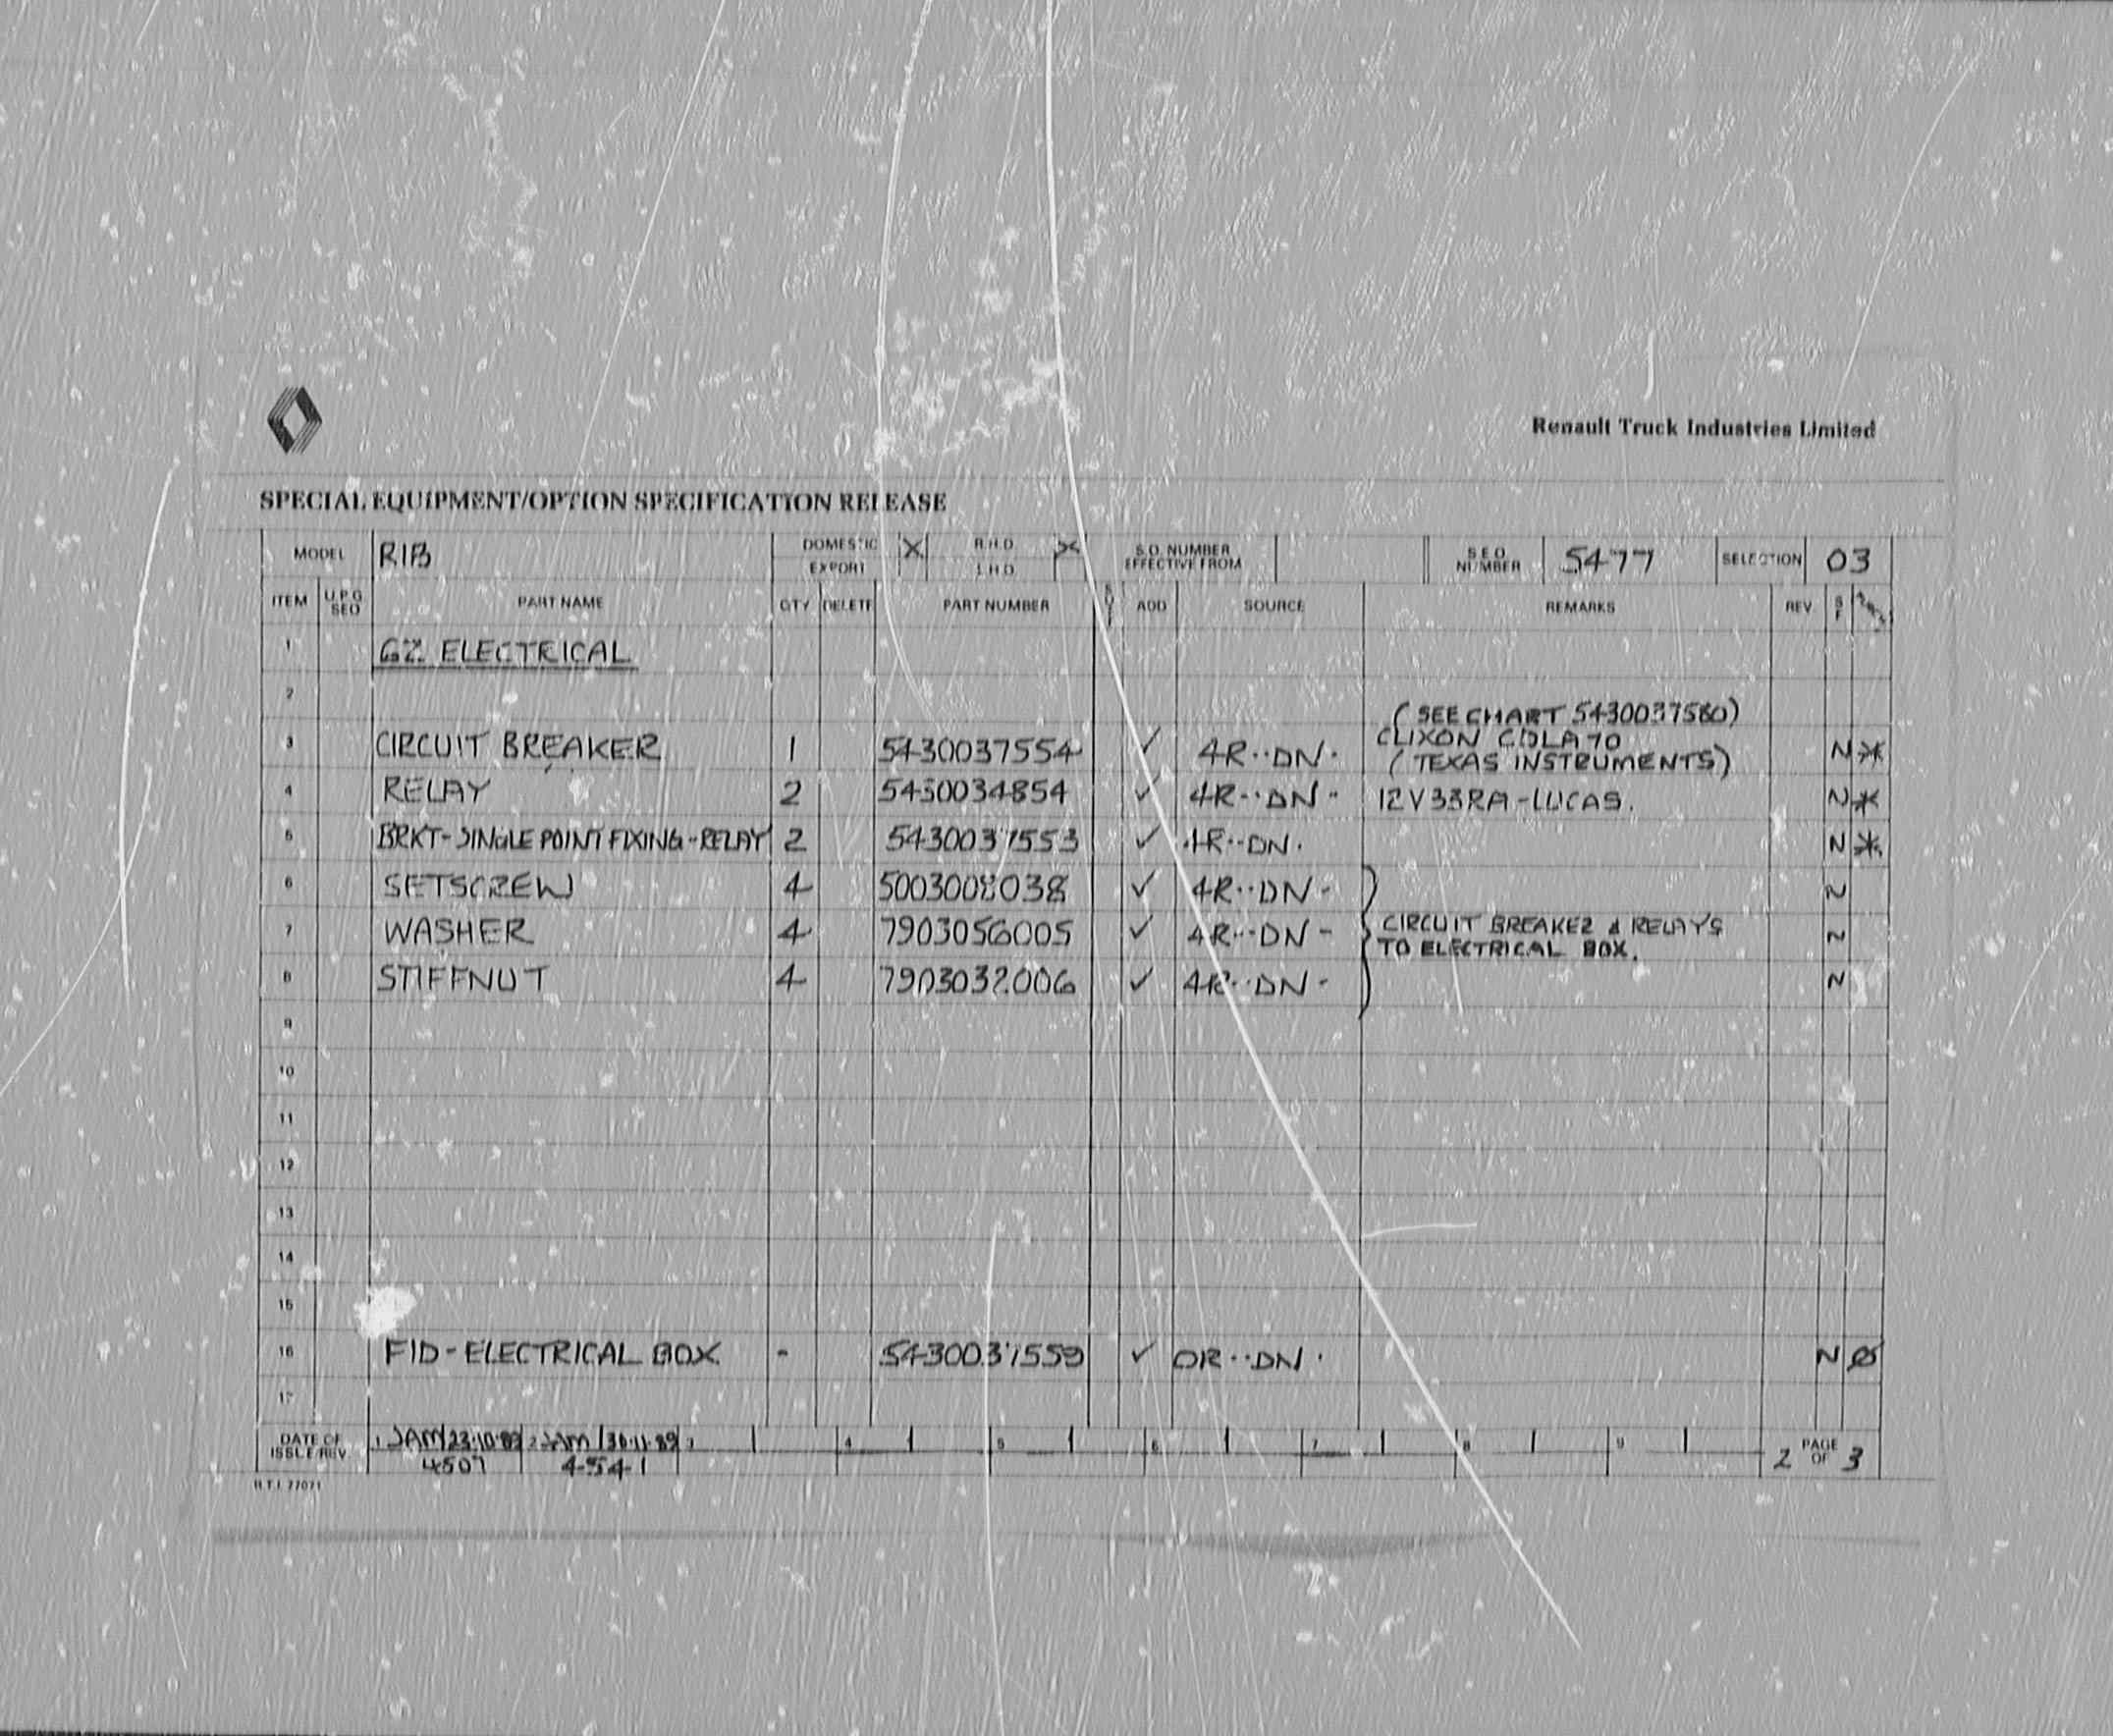 Renault Truck Industries Limited
SPECIAL EQUIPMENT/OPTION SPECIFICATION RELEASE
MODEL RIB DOMESTIC X R.H.D. X S.O. NUMBER S.E.O. 5477 SELECTION 03
EXPORT L.H.D. EFFECTIVE FROM NUMBER
ITEM U.P.G. SEQ PART NAME QTY DELETE PART NUMBER ADD SOURCE REMARKS REV S F
1 ELECTRICAL
2
(SEE CHART 5430037580)
3 CIRCUIT BREAKER 1 5430037554 ✓ 4R··DN· CLIXON CDLA70 N *
(TEXAS INSTRUMENTS)
4 RELAY 2 5430034854 ✓ 4R··DN- 12V 33RA-LUCAS. N *
5 BRKT-SINGLE POINT FIXING-RELAY 2 5430037553 ✓ 4R··DN. N *
6 SETSCREW 4 5003008038 ✓ 4R··DN- N
7 WASHER 4 7903056005 ✓ 4R··DN- CIRCUIT BREAKER & RELAYS N
TO ELECTRICAL BOX.
8 STIFFNUT 4 7903032006 ✓ 4R··DN- N
9
10
11
12
13
14
15
16 FID-ELECTRICAL BOX - 5430037559 ✓ OR··DN· N Ø
17
DATE OF 1 JAM 23·10·89 2 JAM 30·11·89 3 4 5 6 7 8 9 2 PAGE 3
ISSUE/REV. 4507 4541 OF
R.T.I. 77071